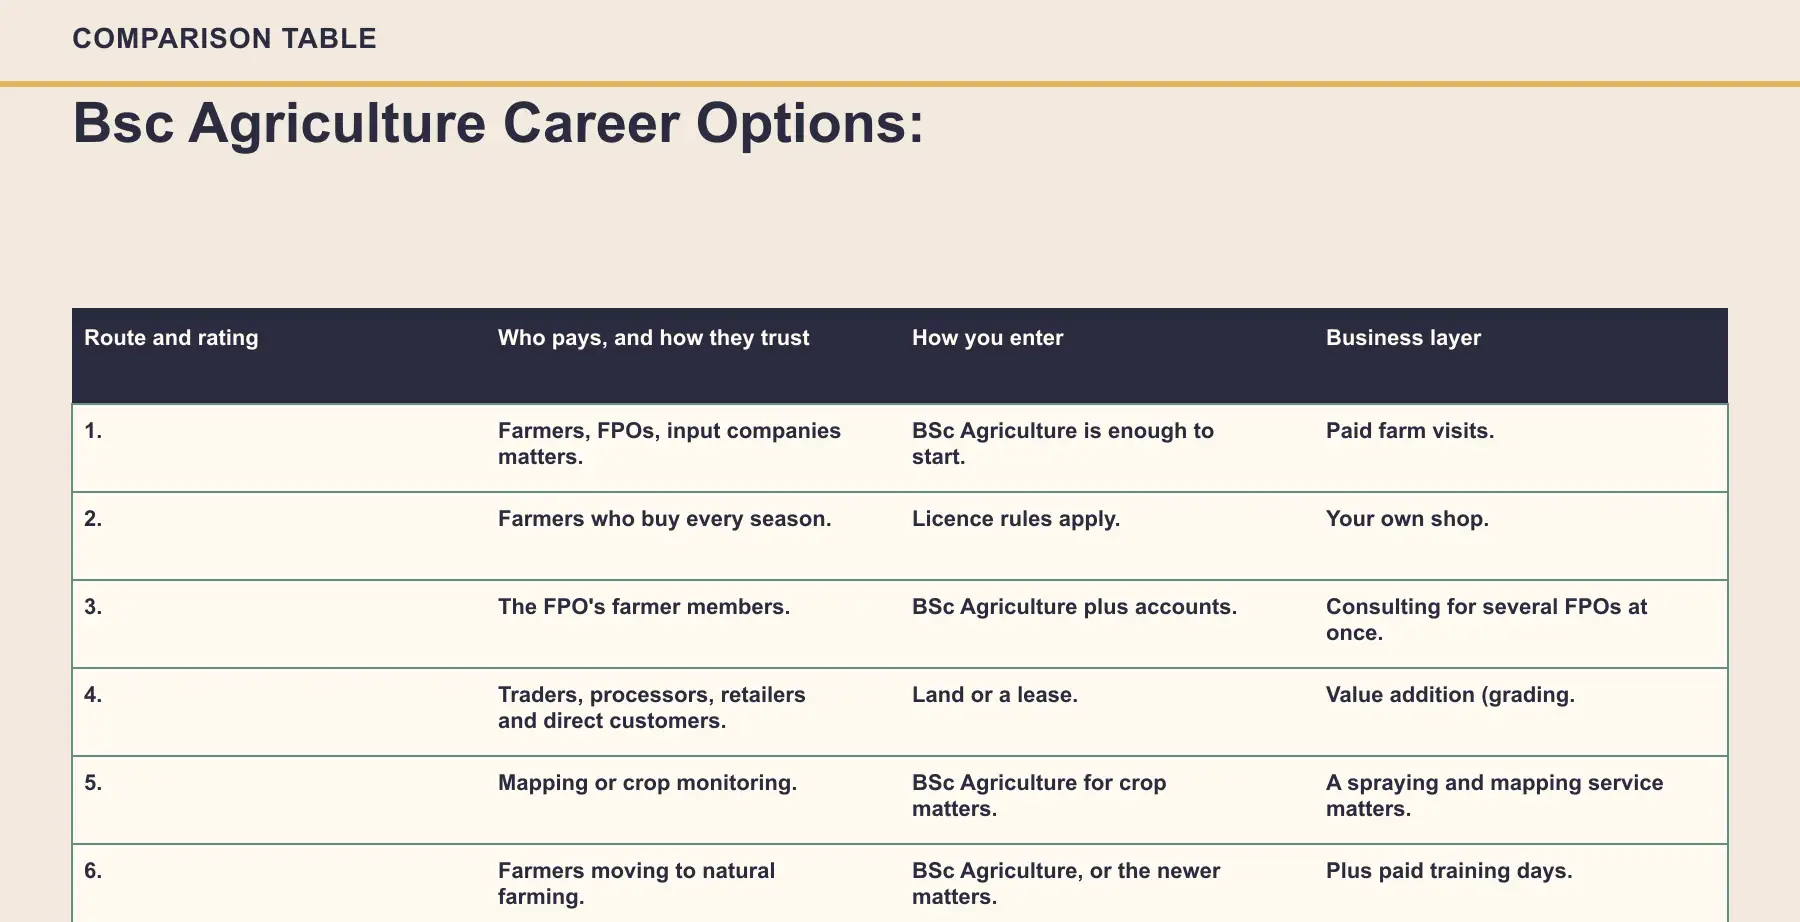 COMPARISON TABLE
Bsc Agriculture Career Options:
Route and rating
Who pays, and how they trust
How you enter
Business layer
1.
Farmers, FPOs, input companies
matters.
BSc Agriculture is enough to
start.
Paid farm visits.
2.
Farmers who buy every season.
Licence rules apply.
Your own shop.
3.
The FPO's farmer members.
BSc Agriculture plus accounts.
Consulting for several FPOs at
once.
4.
Traders, processors, retailers
and direct customers.
Land or a lease.
Value addition (grading.
5.
Mapping or crop monitoring.
BSc Agriculture for crop
matters.
A spraying and mapping service
matters.
6.
Farmers moving to natural
farming.
BSc Agriculture, or the newer
matters.
Plus paid training days.